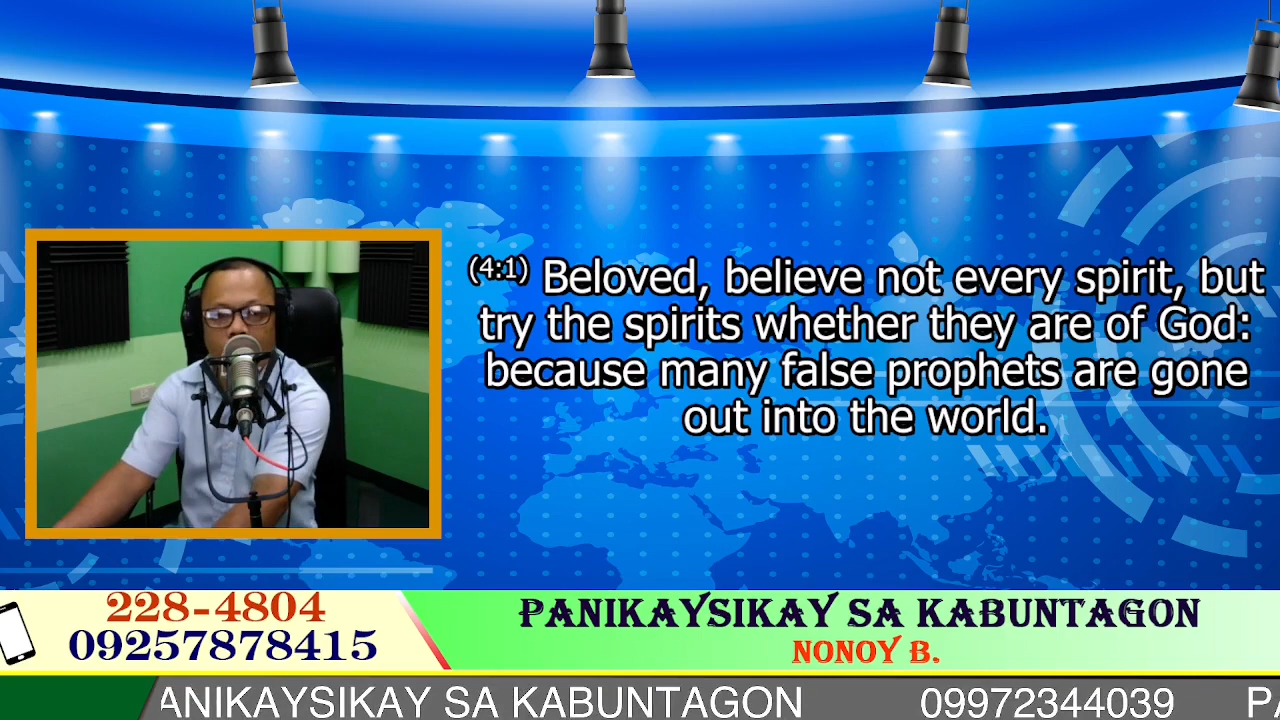 (4:1) Beloved, believe not every spirit, but
try the spirits whether they are of God:
because many false prophets are gone
out into the world.
228-4804
09257878415
PANIKAYSIKAY SA KABUNTAGON
NONOY B.
ANIKAYSIKAY SA KABUNTAGON 09972344039 PA